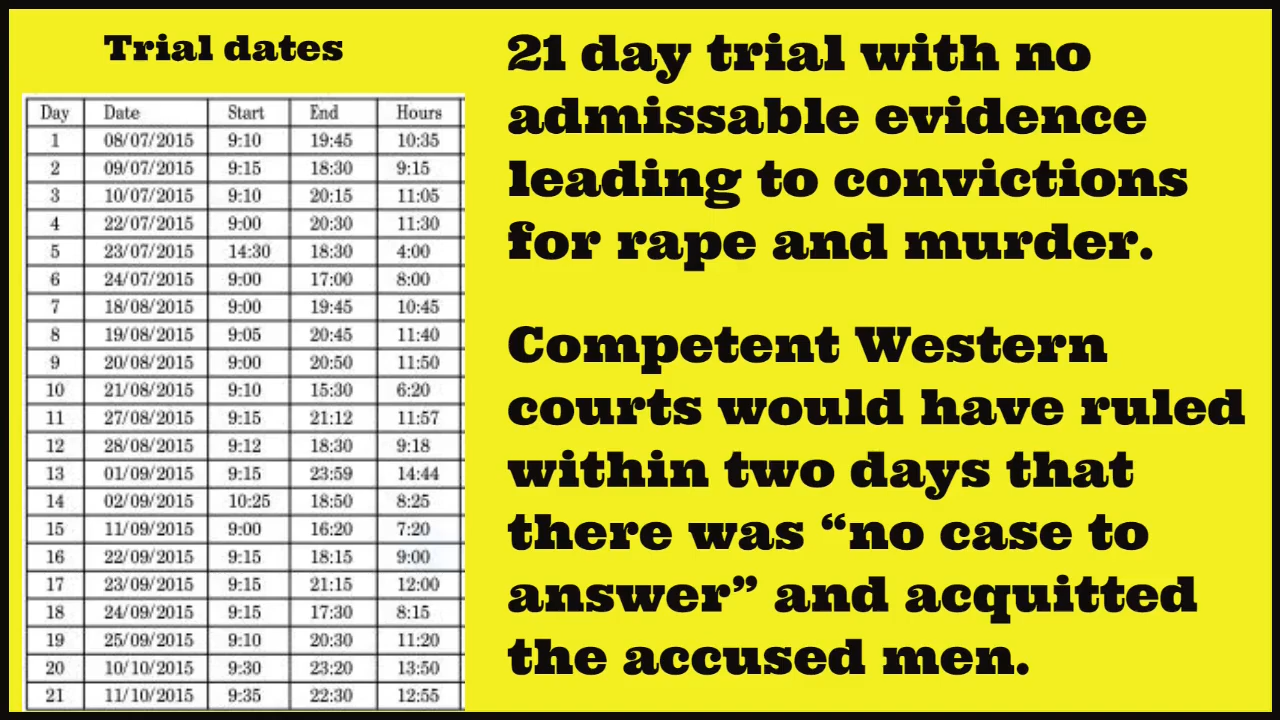 Trial dates
Day Date Start End Hours
1 08/07/2015 9:10 19:45 10:35
2 09/07/2015 9:15 18:30 9:15
3 10/07/2015 9:10 20:15 11:05
4 22/07/2015 9:00 20:30 11:30
5 23/07/2015 14:30 18:30 4:00
6 24/07/2015 9:00 17:00 8:00
7 18/08/2015 9:00 19:45 10:45
8 19/08/2015 9:05 20:45 11:40
9 20/08/2015 9:00 20:50 11:50
10 21/08/2015 9:10 15:30 6:20
11 27/08/2015 9:15 21:12 11:57
12 28/08/2015 9:12 18:30 9:18
13 01/09/2015 9:15 23:59 14:44
14 02/09/2015 10:25 18:50 8:25
15 11/09/2015 9:00 16:20 7:20
16 22/09/2015 9:15 18:15 9:00
17 23/09/2015 9:15 21:15 12:00
18 24/09/2015 9:15 17:30 8:15
19 25/09/2015 9:10 20:30 11:20
20 10/10/2015 9:30 23:20 13:50
21 11/10/2015 9:35 22:30 12:55
21 day trial with no
admissable evidence
leading to convictions
for rape and murder.
Competent Western
courts would have ruled
within two days that
there was “no case to
answer” and acquitted
the accused men.